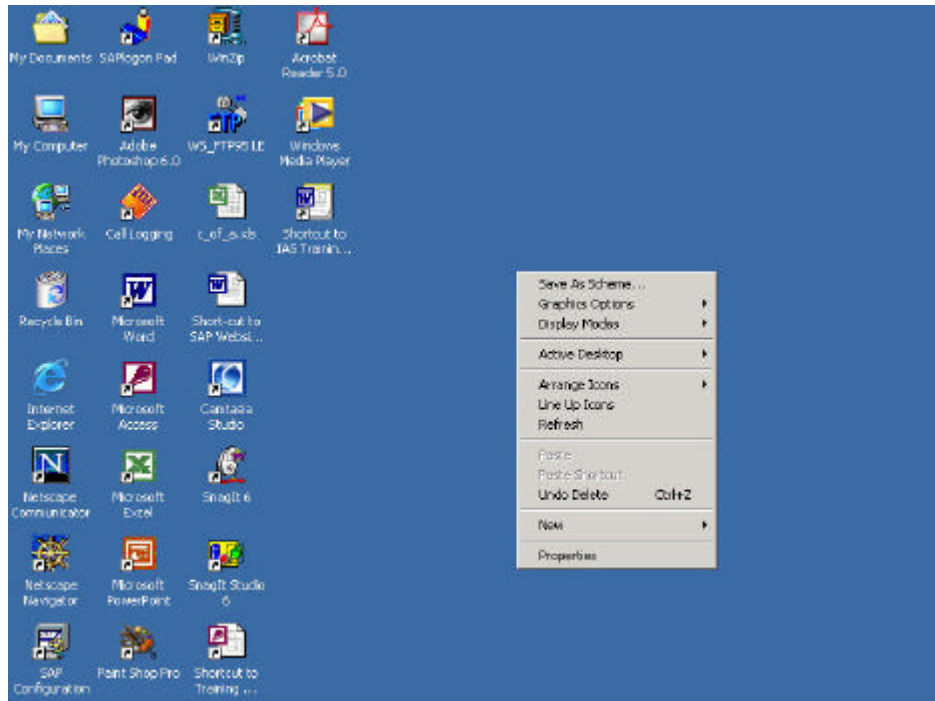 My Documents
SAPlogon Pad
WinZip
Acrobat
Reader 5.0
My Computer
Adobe
Photoshop 6.0
WS_FTP95 LE
Windows
Media Player
My Network
Places
Call Logging
c_of_a.xls
Shortcut to
IAS Trainin...
Recycle Bin
Microsoft
Word
Short-cut to
SAP Websi...
Internet
Explorer
Microsoft
Access
Camtasia
Studio
Netscape
Communicator
Microsoft
Excel
SnagIt 6
Netscape
Navigator
Microsoft
PowerPoint
SnagIt Studio
6
SAP
Configuration
Paint Shop Pro
Shortcut to
Training ...
Save As Scheme...
Graphics Options
Display Modes
Active Desktop
Arrange Icons
Line Up Icons
Refresh
Paste
Paste Shortcut
Undo Delete Ctrl+Z
New
Properties